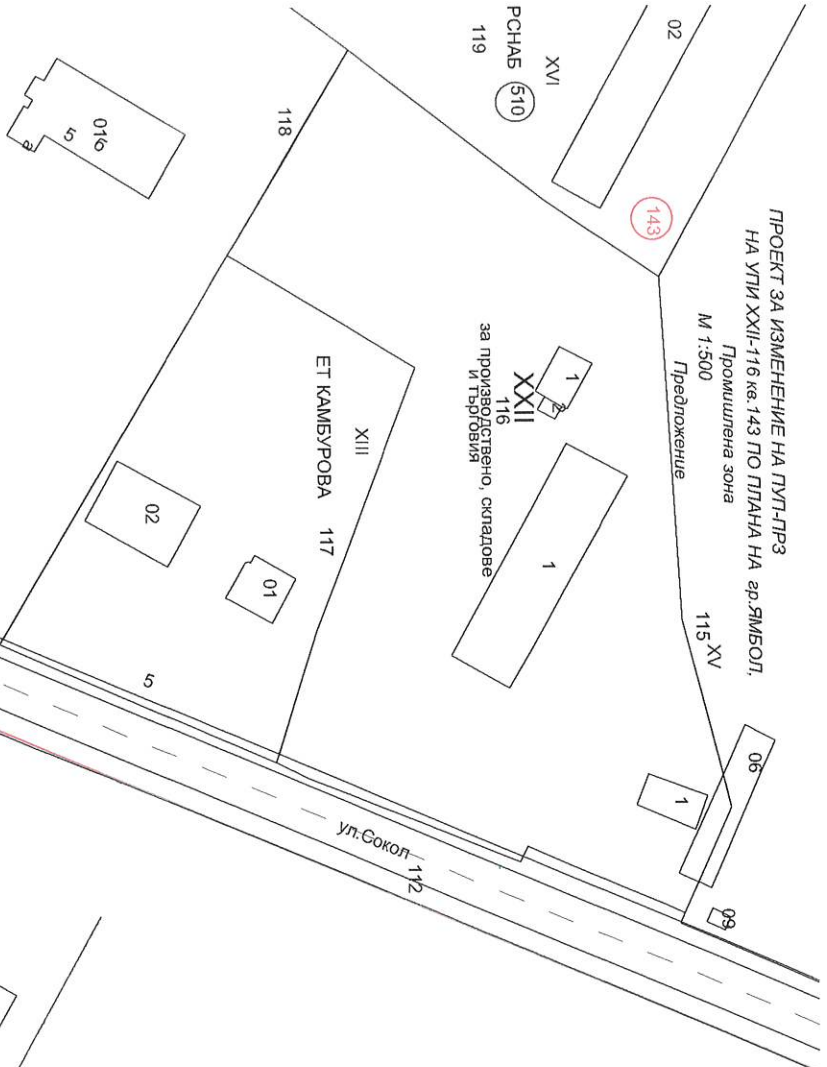 ПРОЕКТ ЗА ИЗМЕНЕНИЕ НА ПУП-ПРЗ
НА УПИ XXII-116 кв.143 ПО ПЛАНА НА гр.ЯМБОЛ,
Промишлена зона
М 1:500
Предложение
02
143
XVI
РСНАБ 510
119
118
016
5
а
115 XV
06
1
09
1
2
XXII
116
за производствено, складове
и търговия
1
XIII
ЕТ КАМБУРОВА 117
02
01
5
ул.Сокол
112